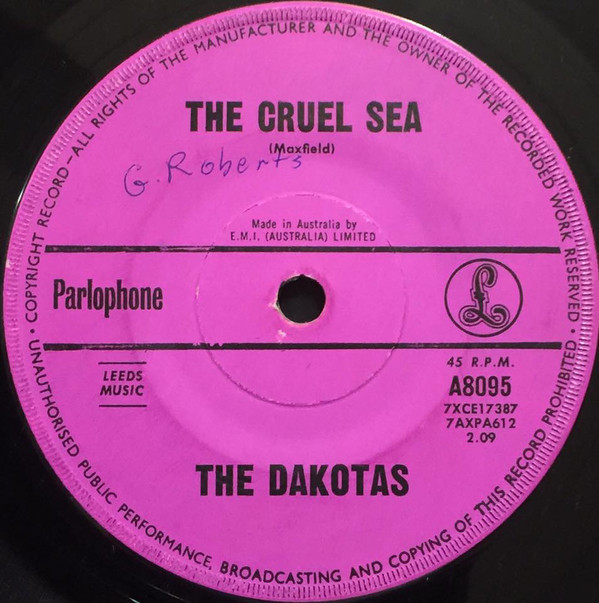 COPYRIGHT RECORD—ALL RIGHTS OF THE MANUFACTURER AND THE OWNER OF THE RECORDED WORK RESERVED •
THE CRUEL SEA
(Maxfield)
G. Roberts
Made in Australia by
E.M.I. (AUSTRALIA) LIMITED
Parlophone
£
LEEDS
MUSIC
45 R.P.M.
A8095
7XCE17387
7AXPA612
2.09
THE DAKOTAS
UNAUTHORISED PUBLIC PERFORMANCE, BROADCASTING AND COPYING OF THIS RECORD PROHIBITED •